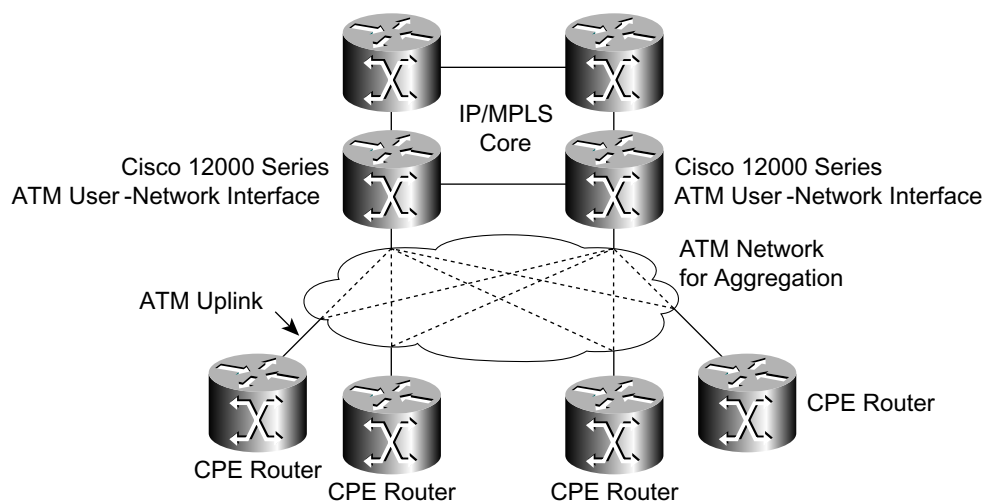 IP/MPLS
Core
Cisco 12000 Series
ATM User -Network Interface
Cisco 12000 Series
ATM User -Network Interface
ATM Network
for Aggregation
ATM Uplink
CPE Router
CPE Router
CPE Router
CPE Router